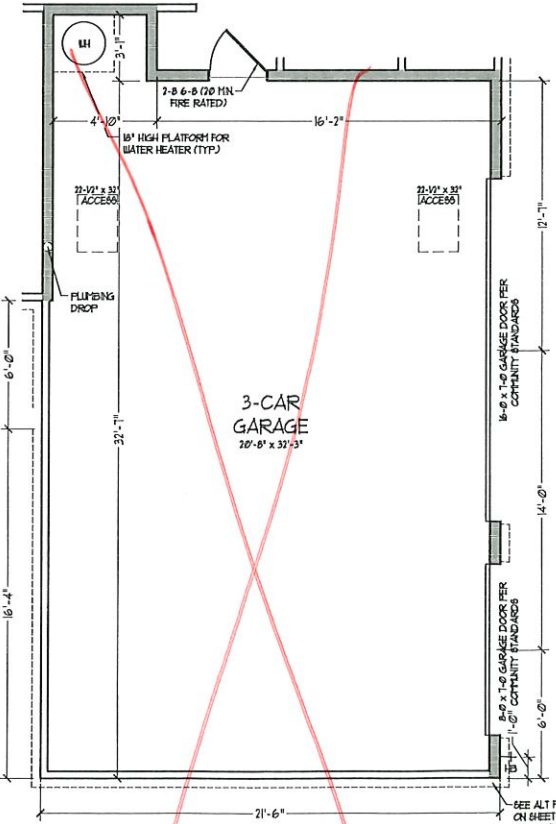 WH
3'-1"
2-8 6-8 (20 MIN.
FIRE RATED)
4'-10"
16'-2"
18" HIGH PLATFORM FOR
WATER HEATER (TYP.)
22-1/2" x 32"
ACCESS
22-1/2" x 32"
ACCESS
12'-7"
PLUMBING
DROP
6'-0"
16-0 x 7-0 GARAGE DOOR PER
COMMUNITY STANDARDS
3-CAR
GARAGE
20'-8" x 32'-3"
32'-7"
14'-0"
16'-4"
8-0 x 7-0 GARAGE DOOR PER
COMMUNITY STANDARDS
1'-0"
6'-0"
21'-6"
SEE ALT F
ON SHEET